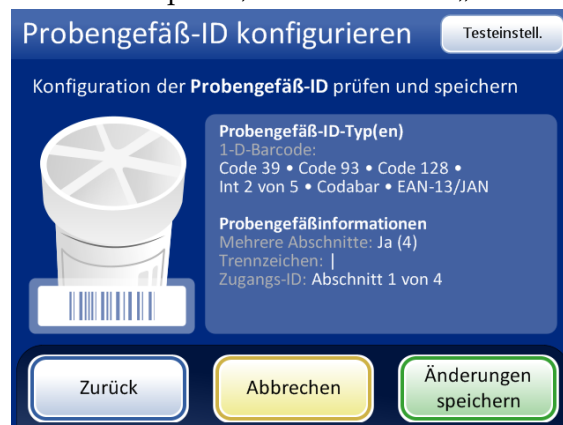 Probengefäß-ID konfigurieren
Testeinstell.
Konfiguration der Probengefäß-ID prüfen und speichern
Probengefäß-ID-Typ(en)
1-D-Barcode:
Code 39 • Code 93 • Code 128 •
Int 2 von 5 • Codabar • EAN-13/JAN
Probengefäßinformationen
Mehrere Abschnitte: Ja (4)
Trennzeichen: |
Zugangs-ID: Abschnitt 1 von 4
Zurück
Abbrechen
Änderungen
speichern